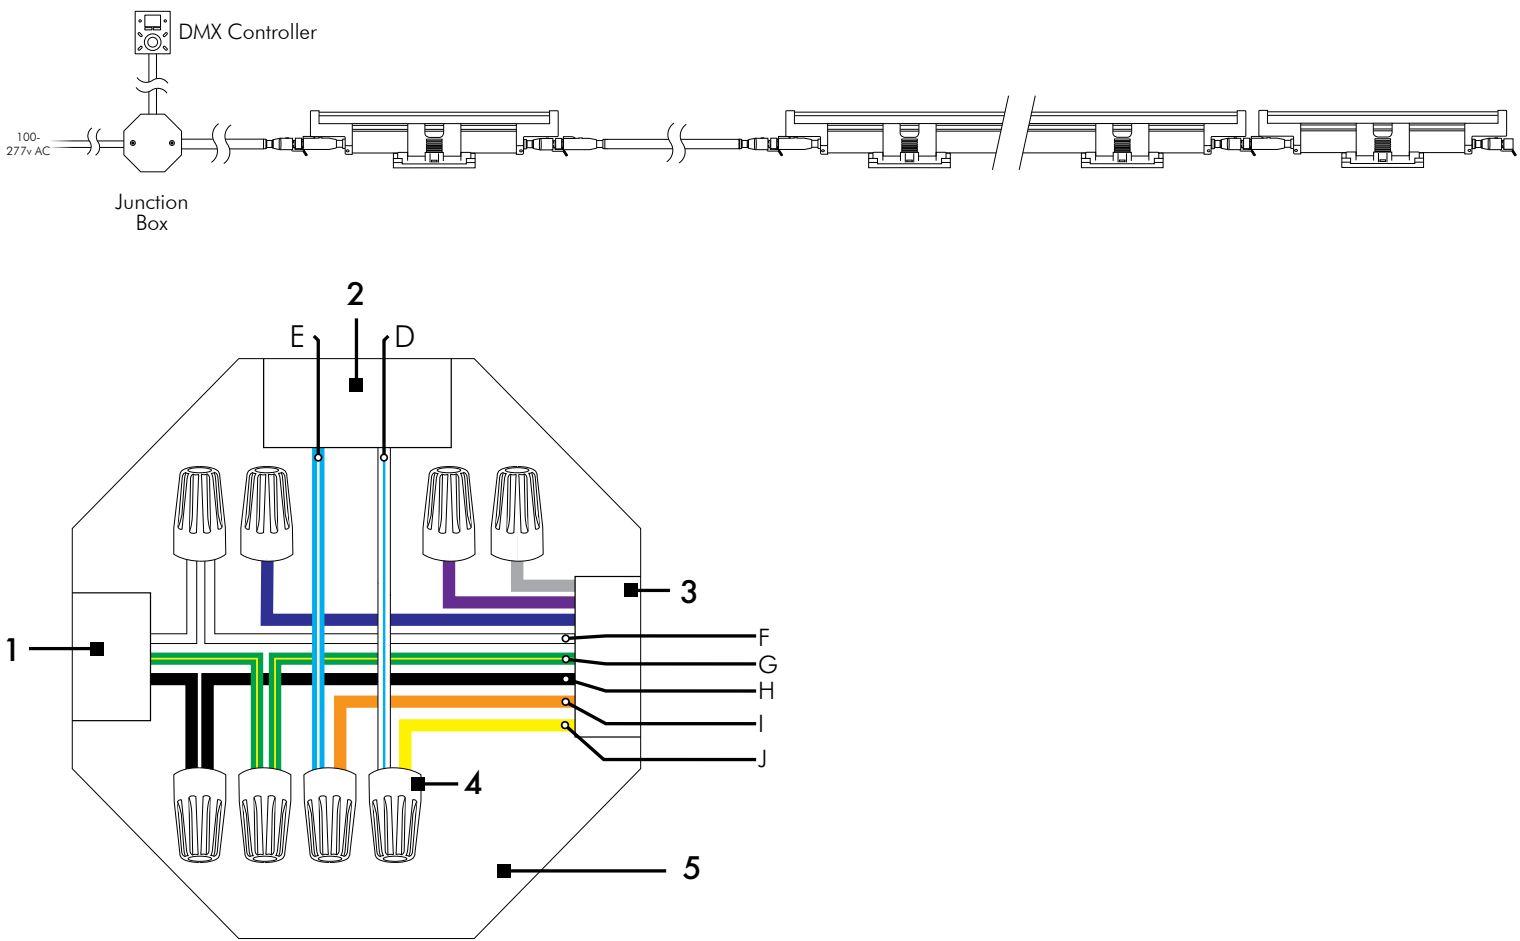 DMX Controller
100-
277v AC
Junction
Box
2
E
D
3
1
F
G
H
I
J
4
5